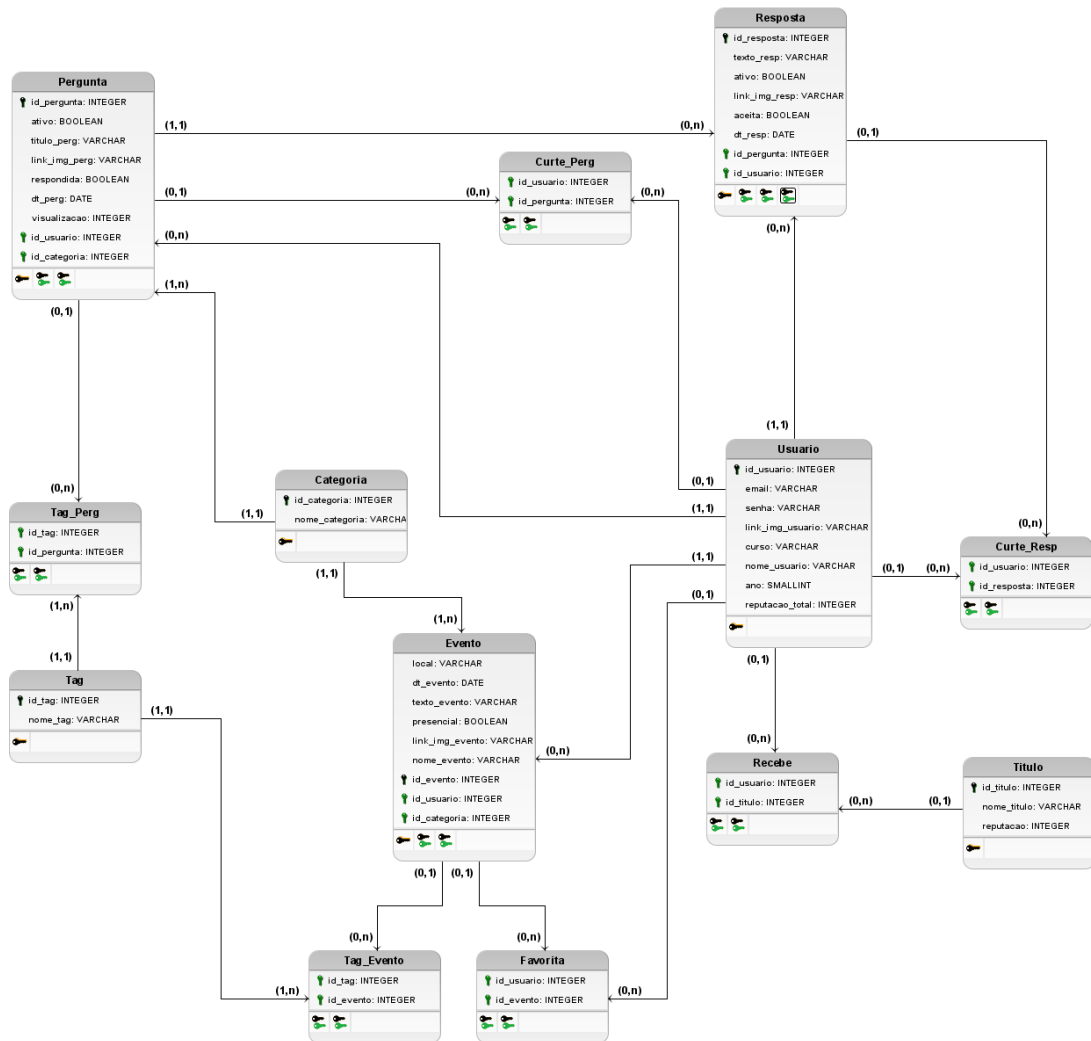 Resposta
id_resposta: INTEGER
texto_resp: VARCHAR
ativo: BOOLEAN
link_img_resp: VARCHAR
aceita: BOOLEAN
dt_resp: DATE
id_pergunta: INTEGER
id_usuario: INTEGER
Pergunta
id_pergunta: INTEGER
ativo: BOOLEAN
titulo_perg: VARCHAR
link_img_perg: VARCHAR
respondida: BOOLEAN
dt_perg: DATE
visualizacao: INTEGER
id_usuario: INTEGER
id_categoria: INTEGER
(1,1)
(0,n)
(0,1)
(0,n)
(0,n)
(1,n)
(0,1)
Curte_Perg
id_usuario: INTEGER
id_pergunta: INTEGER
(0,n)
(0,1)
(0,n)
(1,1)
Usuario
id_usuario: INTEGER
email: VARCHAR
senha: VARCHAR
link_img_usuario: VARCHAR
curso: VARCHAR
nome_usuario: VARCHAR
ano: SMALLINT
reputacao_total: INTEGER
(0,1)
(1,1)
(1,1)
(0,1)
(0,1)
(0,n)
(0,n)
Curte_Resp
id_usuario: INTEGER
id_resposta: INTEGER
Categoria
id_categoria: INTEGER
nome_categoria: VARCHA
(1,1)
(1,1)
(1,n)
(0,n)
Tag_Perg
id_tag: INTEGER
id_pergunta: INTEGER
(1,n)
(1,1)
Tag
id_tag: INTEGER
nome_tag: VARCHAR
(1,1)
Evento
local: VARCHAR
dt_evento: DATE
texto_evento: VARCHAR
presencial: BOOLEAN
link_img_evento: VARCHAR
nome_evento: VARCHAR
id_evento: INTEGER
id_usuario: INTEGER
id_categoria: INTEGER
(0,n)
(0,1)
(0,1)
(0,1)
(0,n)
Recebe
id_usuario: INTEGER
id_titulo: INTEGER
(0,n)
(0,1)
Titulo
id_titulo: INTEGER
nome_titulo: VARCHAR
reputacao: INTEGER
(0,n)
(0,n)
Tag_Evento
id_tag: INTEGER
id_evento: INTEGER
(1,n)
Favorita
id_usuario: INTEGER
id_evento: INTEGER
(0,n)